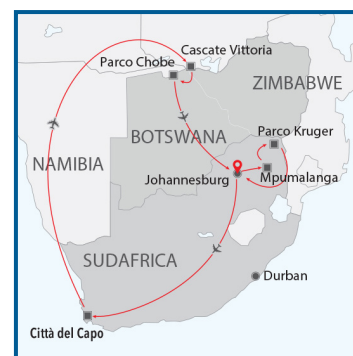 Cascate Vittoria
Parco Chobe
ZIMBABWE
BOTSWANA
Parco Kruger
NAMIBIA
Johannesburg
Mpumalanga
SUDAFRICA
Durban
Città del Capo